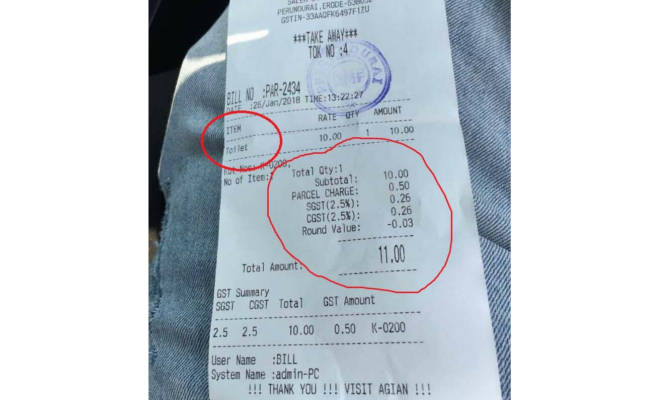 PERUNDURAI,ERODE-638052
GSTIN-33AAQFK6497F1ZU
***TAKE AWAY***
TOK NO :4
BILL NO :PAR-2434
DATE :26/Jan/2018 TIME:13:22:27
ITEM RATE QTY AMOUNT
Toilet 10.00 1 10.00
K-0200,
No of Item: Total Qty:1
Subtotal: 10.00
PARCEL CHARGE: 0.50
SGST(2.5%): 0.26
CGST(2.5%): 0.26
Round Value: -0.03
Total Amount: 11.00
GST Summary
SGST CGST Total GST Amount
2.5 2.5 10.00 0.50 K-0200
User Name :BILL
System Name :admin-PC
!!! THANK YOU !!! VISIT AGIAN !!!